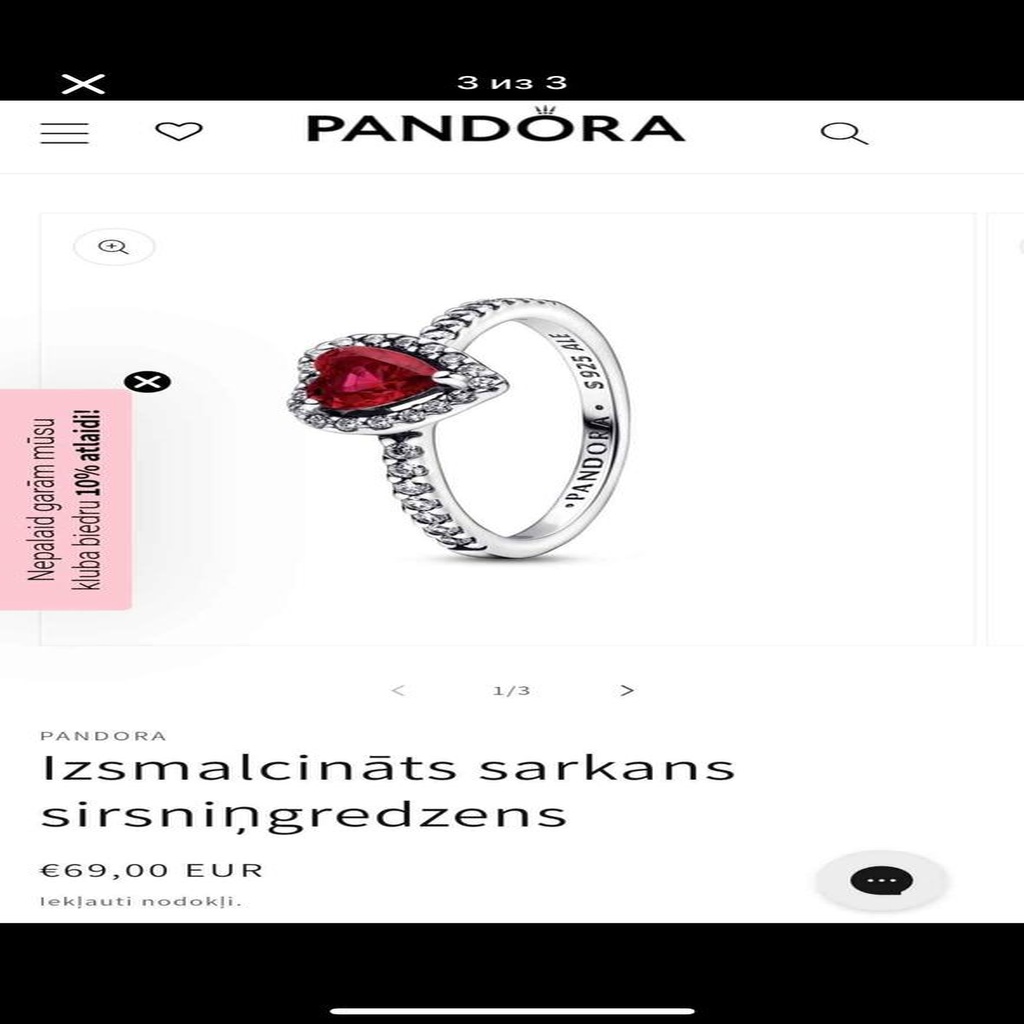 3 из 3
PANDORA
S 925 ALE
•PANDORA•
Nepalaid garām mūsu
kluba biedru 10% atlaidi!
1/3
PANDORA
Izsmalcināts sarkans
sirsniņgredzens
€69,00 EUR
Iekļauti nodokļi.